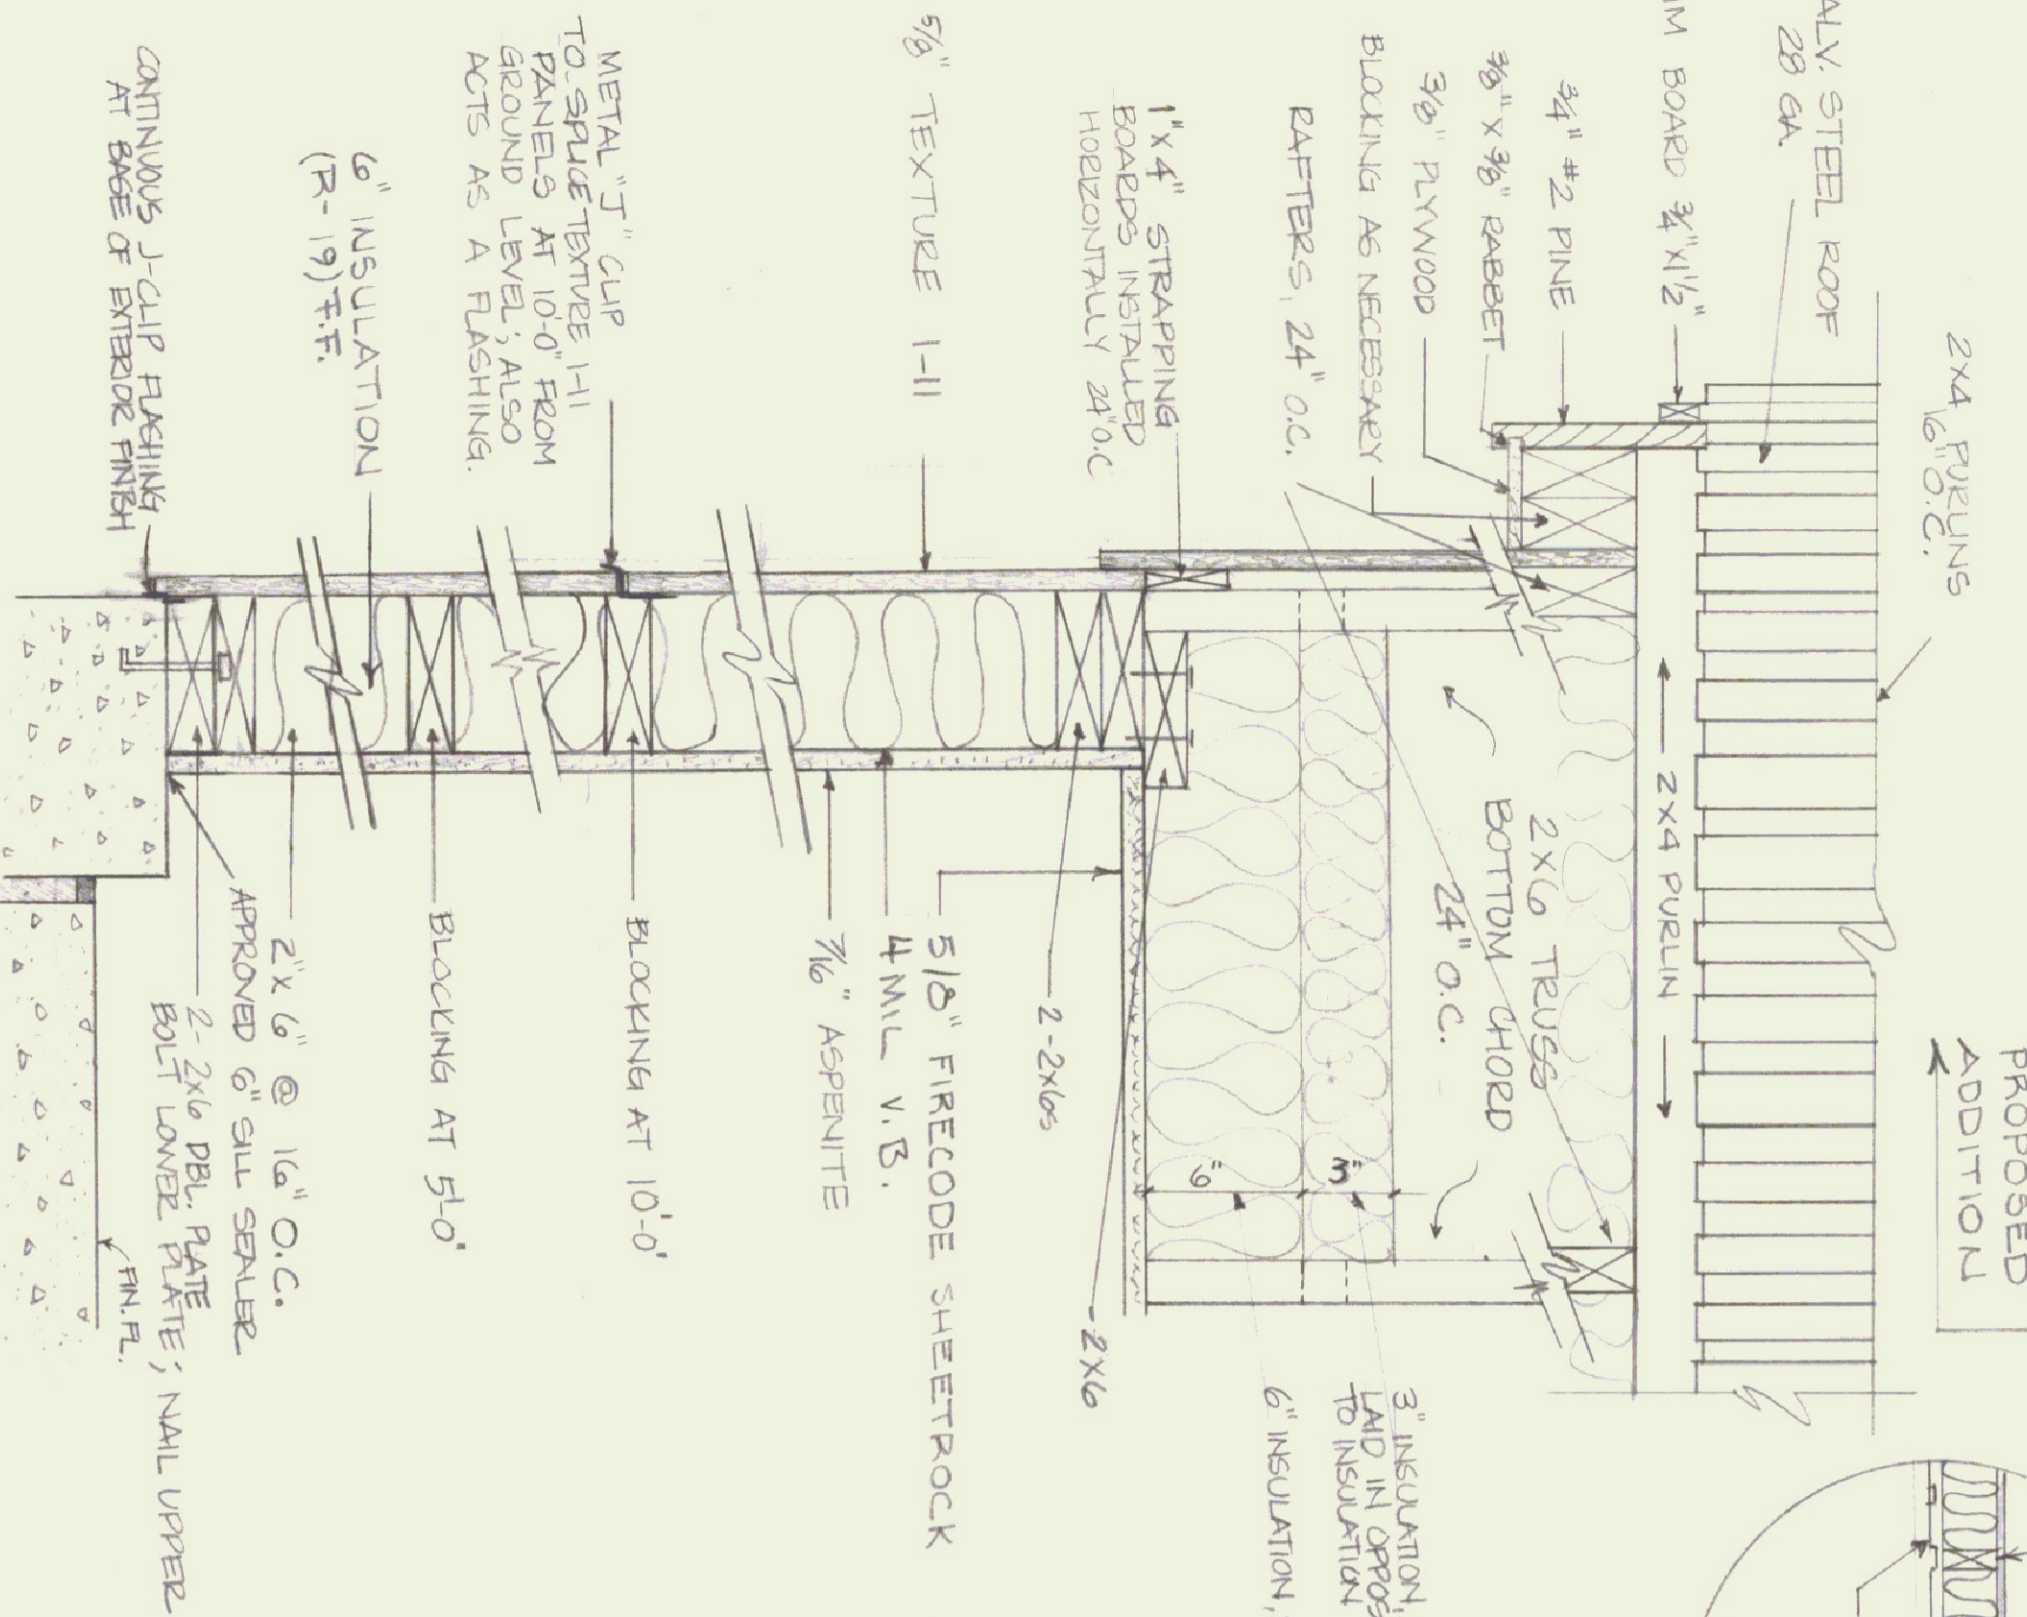 PROPOSED
ADDITION
2X4 PURLINS
16" O.C.
ALV. STEEL ROOF
28 GA.
IM BOARD 3/4"X1 1/2"
3/4" #2 PINE
3/8" X 3/8" RABBET
3/8" PLYWOOD
BLOCKING AS NECESSARY
RAFTERS, 24" O.C.
1"X4" STRAPPING
BOARDS INSTALLED
HORIZONTALLY 24" O.C
5/8" TEXTURE 1-11
METAL "J" CLIP
TO SPLICE TEXTURE 1-11
PANELS AT 10'-0" FROM
GROUND LEVEL; ALSO
ACTS AS A FLASHING.
6" INSULATION
(R-19) F.F.
CONTINUOUS J-CLIP FLASHING
AT BASE OF EXTERIOR FINISH
2X4 PURLIN
2X6 TRUSS
BOTTOM CHORD
24" O.C.
3"
6"
3" INSULATION,
LAID IN OPPOS
TO INSULATION
6" INSULATION,
2X6
2-2X6s
5/8" FIRECODE SHEETROCK
4 MIL V.B.
7/16" ASPENITE
BLOCKING AT 10'-0"
BLOCKING AT 5'-0"
2"X6" @ 16" O.C.
APPROVED 6" SILL SEALER
2-2X6 DBL. PLATE
BOLT LOWER PLATE; NAIL UPPER
FIN. FL.